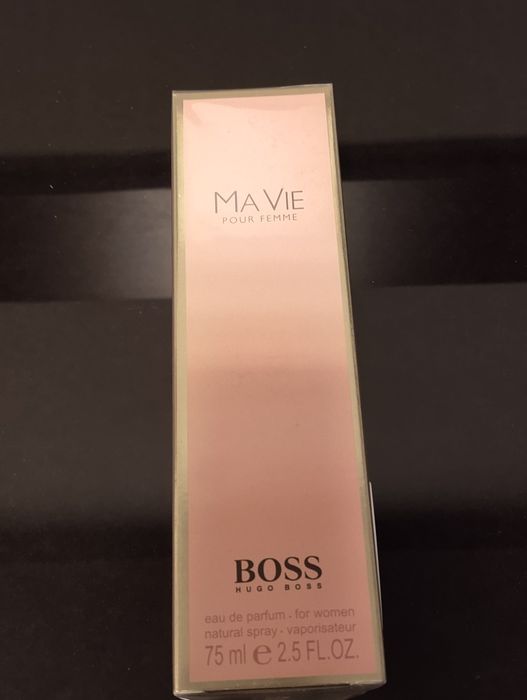 MA VIE
POUR FEMME
BOSS
HUGO BOSS
eau de parfum - for women
natural spray - vaporisateur
75 ml e 2.5 FL.OZ.